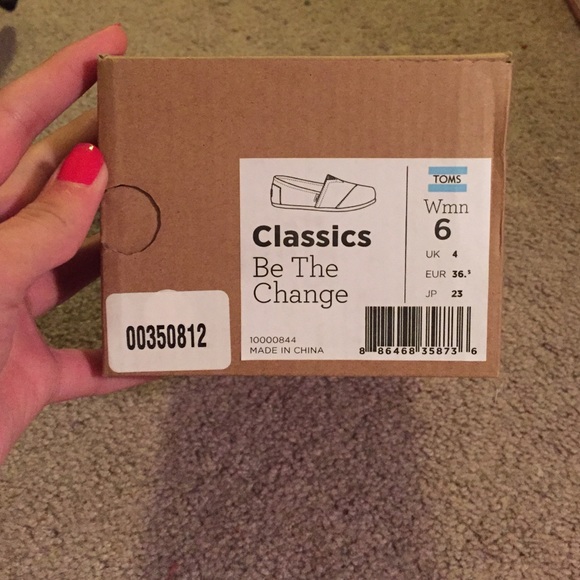 TOMS
Wmn
6
UK 4
EUR 36.⁵
JP 23
Classics
Be The
Change
10000844
MADE IN CHINA
8 86468 35873 6
00350812